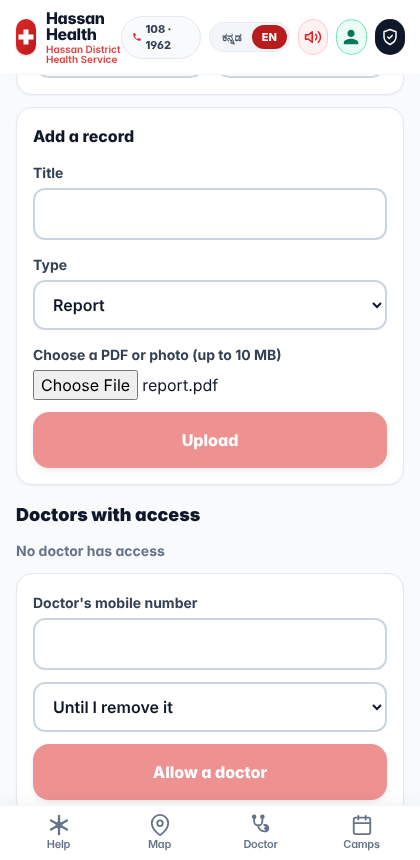 Hassan
Health
Hassan District
Health Service
108 ·
1962
ಕನ್ನಡ
EN
Add a record
Title
Type
Report
Choose a PDF or photo (up to 10 MB)
Choose File report.pdf
Upload
Doctors with access
No doctor has access
Doctor's mobile number
Until I remove it
Allow a doctor
Help
Map
Doctor
Camps